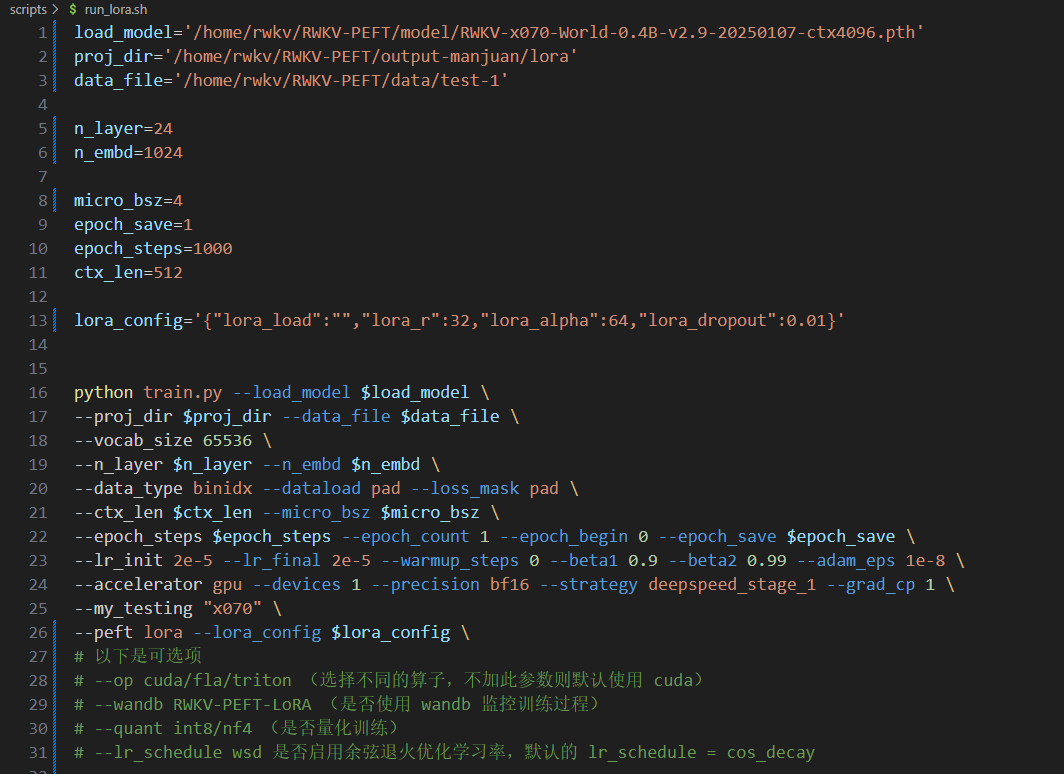 scripts > $ run_lora.sh
1 load_model='/home/rwkv/RWKV-PEFT/model/RWKV-x070-World-0.4B-v2.9-20250107-ctx4096.pth'
2 proj_dir='/home/rwkv/RWKV-PEFT/output-manjuan/lora'
3 data_file='/home/rwkv/RWKV-PEFT/data/test-1'
4
5 n_layer=24
6 n_embd=1024
7
8 micro_bsz=4
9 epoch_save=1
10 epoch_steps=1000
11 ctx_len=512
12
13 lora_config='{"lora_load":"","lora_r":32,"lora_alpha":64,"lora_dropout":0.01}'
14
15
16 python train.py --load_model $load_model \
17 --proj_dir $proj_dir --data_file $data_file \
18 --vocab_size 65536 \
19 --n_layer $n_layer --n_embd $n_embd \
20 --data_type binidx --dataload pad --loss_mask pad \
21 --ctx_len $ctx_len --micro_bsz $micro_bsz \
22 --epoch_steps $epoch_steps --epoch_count 1 --epoch_begin 0 --epoch_save $epoch_save \
23 --lr_init 2e-5 --lr_final 2e-5 --warmup_steps 0 --beta1 0.9 --beta2 0.99 --adam_eps 1e-8 \
24 --accelerator gpu --devices 1 --precision bf16 --strategy deepspeed_stage_1 --grad_cp 1 \
25 --my_testing "x070" \
26 --peft lora --lora_config $lora_config \
27 # 以下是可选项
28 # --op cuda/fla/triton （选择不同的算子，不加此参数则默认使用 cuda）
29 # --wandb RWKV-PEFT-LoRA （是否使用 wandb 监控训练过程）
30 # --quant int8/nf4 （是否量化训练）
31 # --lr_schedule wsd 是否启用余弦退火优化学习率，默认的 lr_schedule = cos_decay